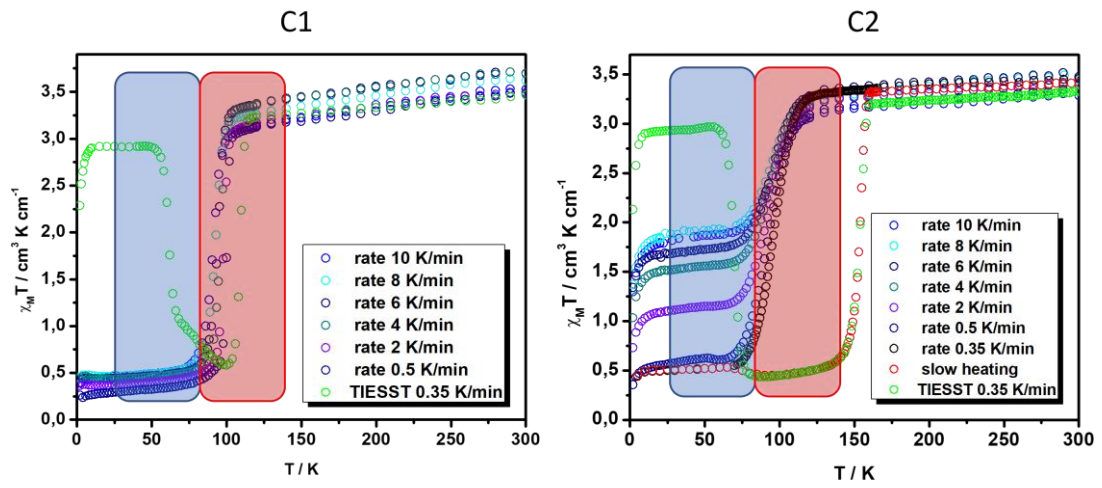 C1
χMT / cm³ K cm⁻¹
3,5
3,0
2,5
2,0
1,5
1,0
0,5
0,0
rate 10 K/min
rate 8 K/min
rate 6 K/min
rate 4 K/min
rate 2 K/min
rate 0.5 K/min
TIESST 0.35 K/min
0 50 100 150 200 250 300
T / K
C2
χMT / cm³ K cm⁻¹
3,5
3,0
2,5
2,0
1,5
1,0
0,5
0,0
rate 10 K/min
rate 8 K/min
rate 6 K/min
rate 4 K/min
rate 2 K/min
rate 0.5 K/min
rate 0.35 K/min
slow heating
TIESST 0.35 K/min
0 50 100 150 200 250 300
T / K